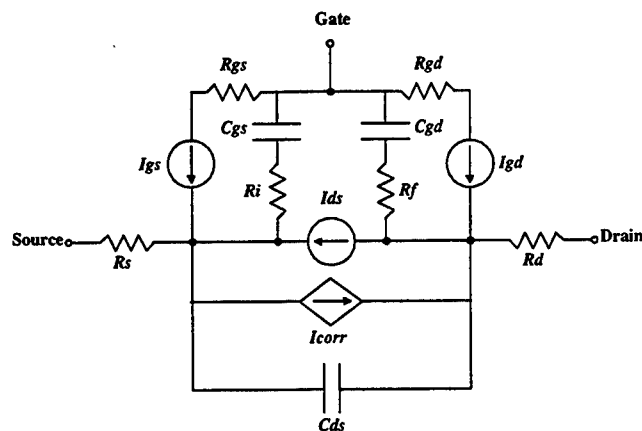 Gate
Rgs
Rgd
Cgs
Cgd
Igs
Igd
Ri
Ids
Rf
Source
Drain
Rs
Rd
Icorr
Cds